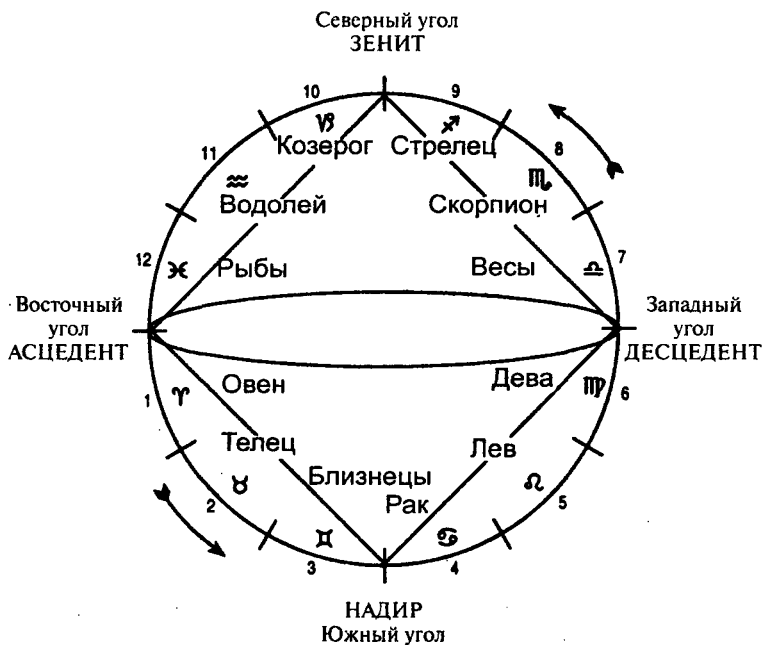 Северный угол
ЗЕНИТ
10
9
♑
♐
Козерог
Стрелец
11
8
♒
♏
Водолей
Скорпион
12
7
♓
Рыбы
Весы
♎
Восточный
угол
АСЦЕДЕНТ
Западный
угол
ДЕСЦЕДЕНТ
1
♈
Овен
Дева
♍
6
Телец
Лев
2
♉
Близнецы
Рак
♌
5
♊
♋
3
4
НАДИР
Южный угол